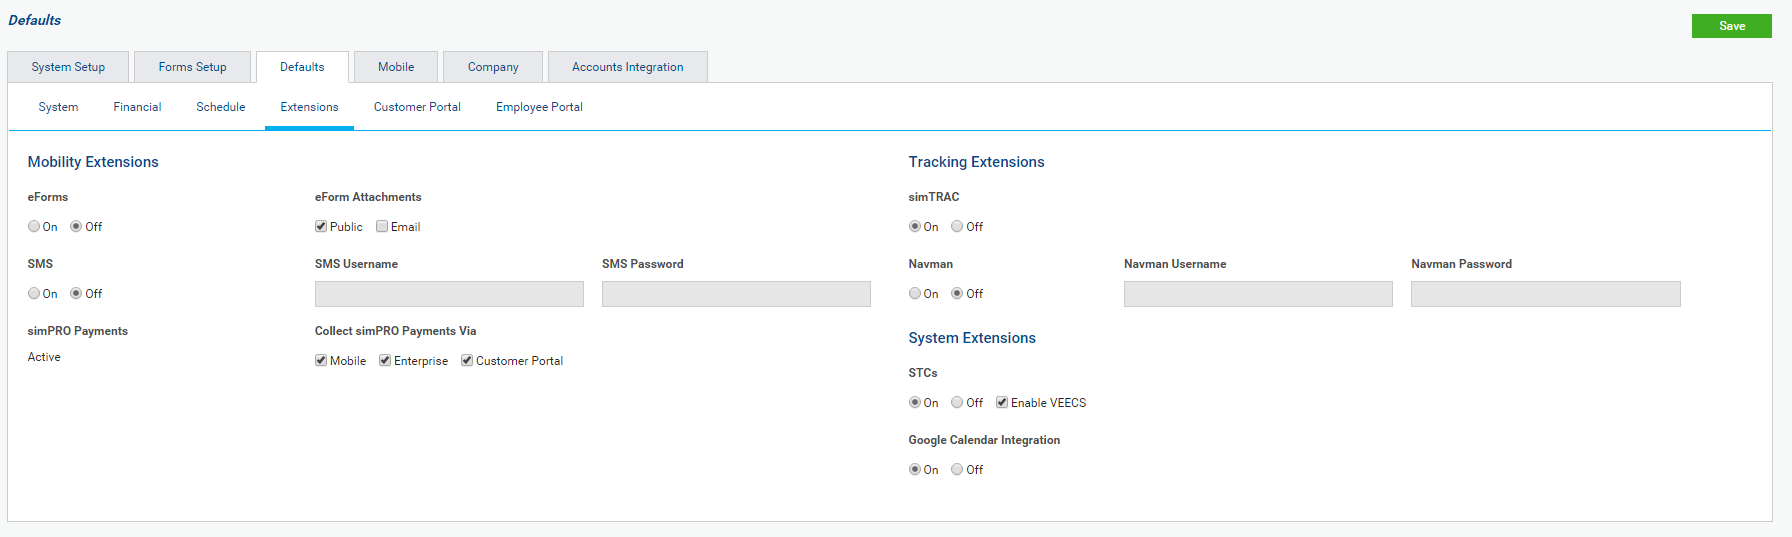 Defaults
Save
System Setup Forms Setup Defaults Mobile Company Accounts Integration
System Financial Schedule Extensions Customer Portal Employee Portal
Mobility Extensions
eForms eForm Attachments
On Off Public Email
SMS SMS Username SMS Password
On Off
simPRO Payments Collect simPRO Payments Via
Active Mobile Enterprise Customer Portal
Tracking Extensions
simTRAC
On Off
Navman Navman Username Navman Password
On Off
System Extensions
STCs
On Off Enable VEECS
Google Calendar Integration
On Off